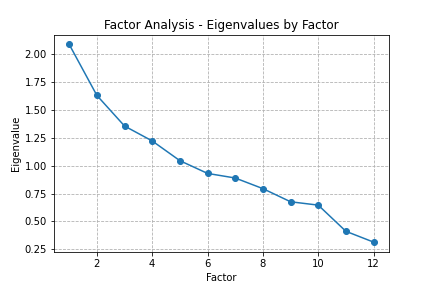 Factor Analysis - Eigenvalues by Factor
2.00
1.75
1.50
1.25
1.00
0.75
0.50
0.25
Eigenvalue
2 4 6 8 10 12
Factor